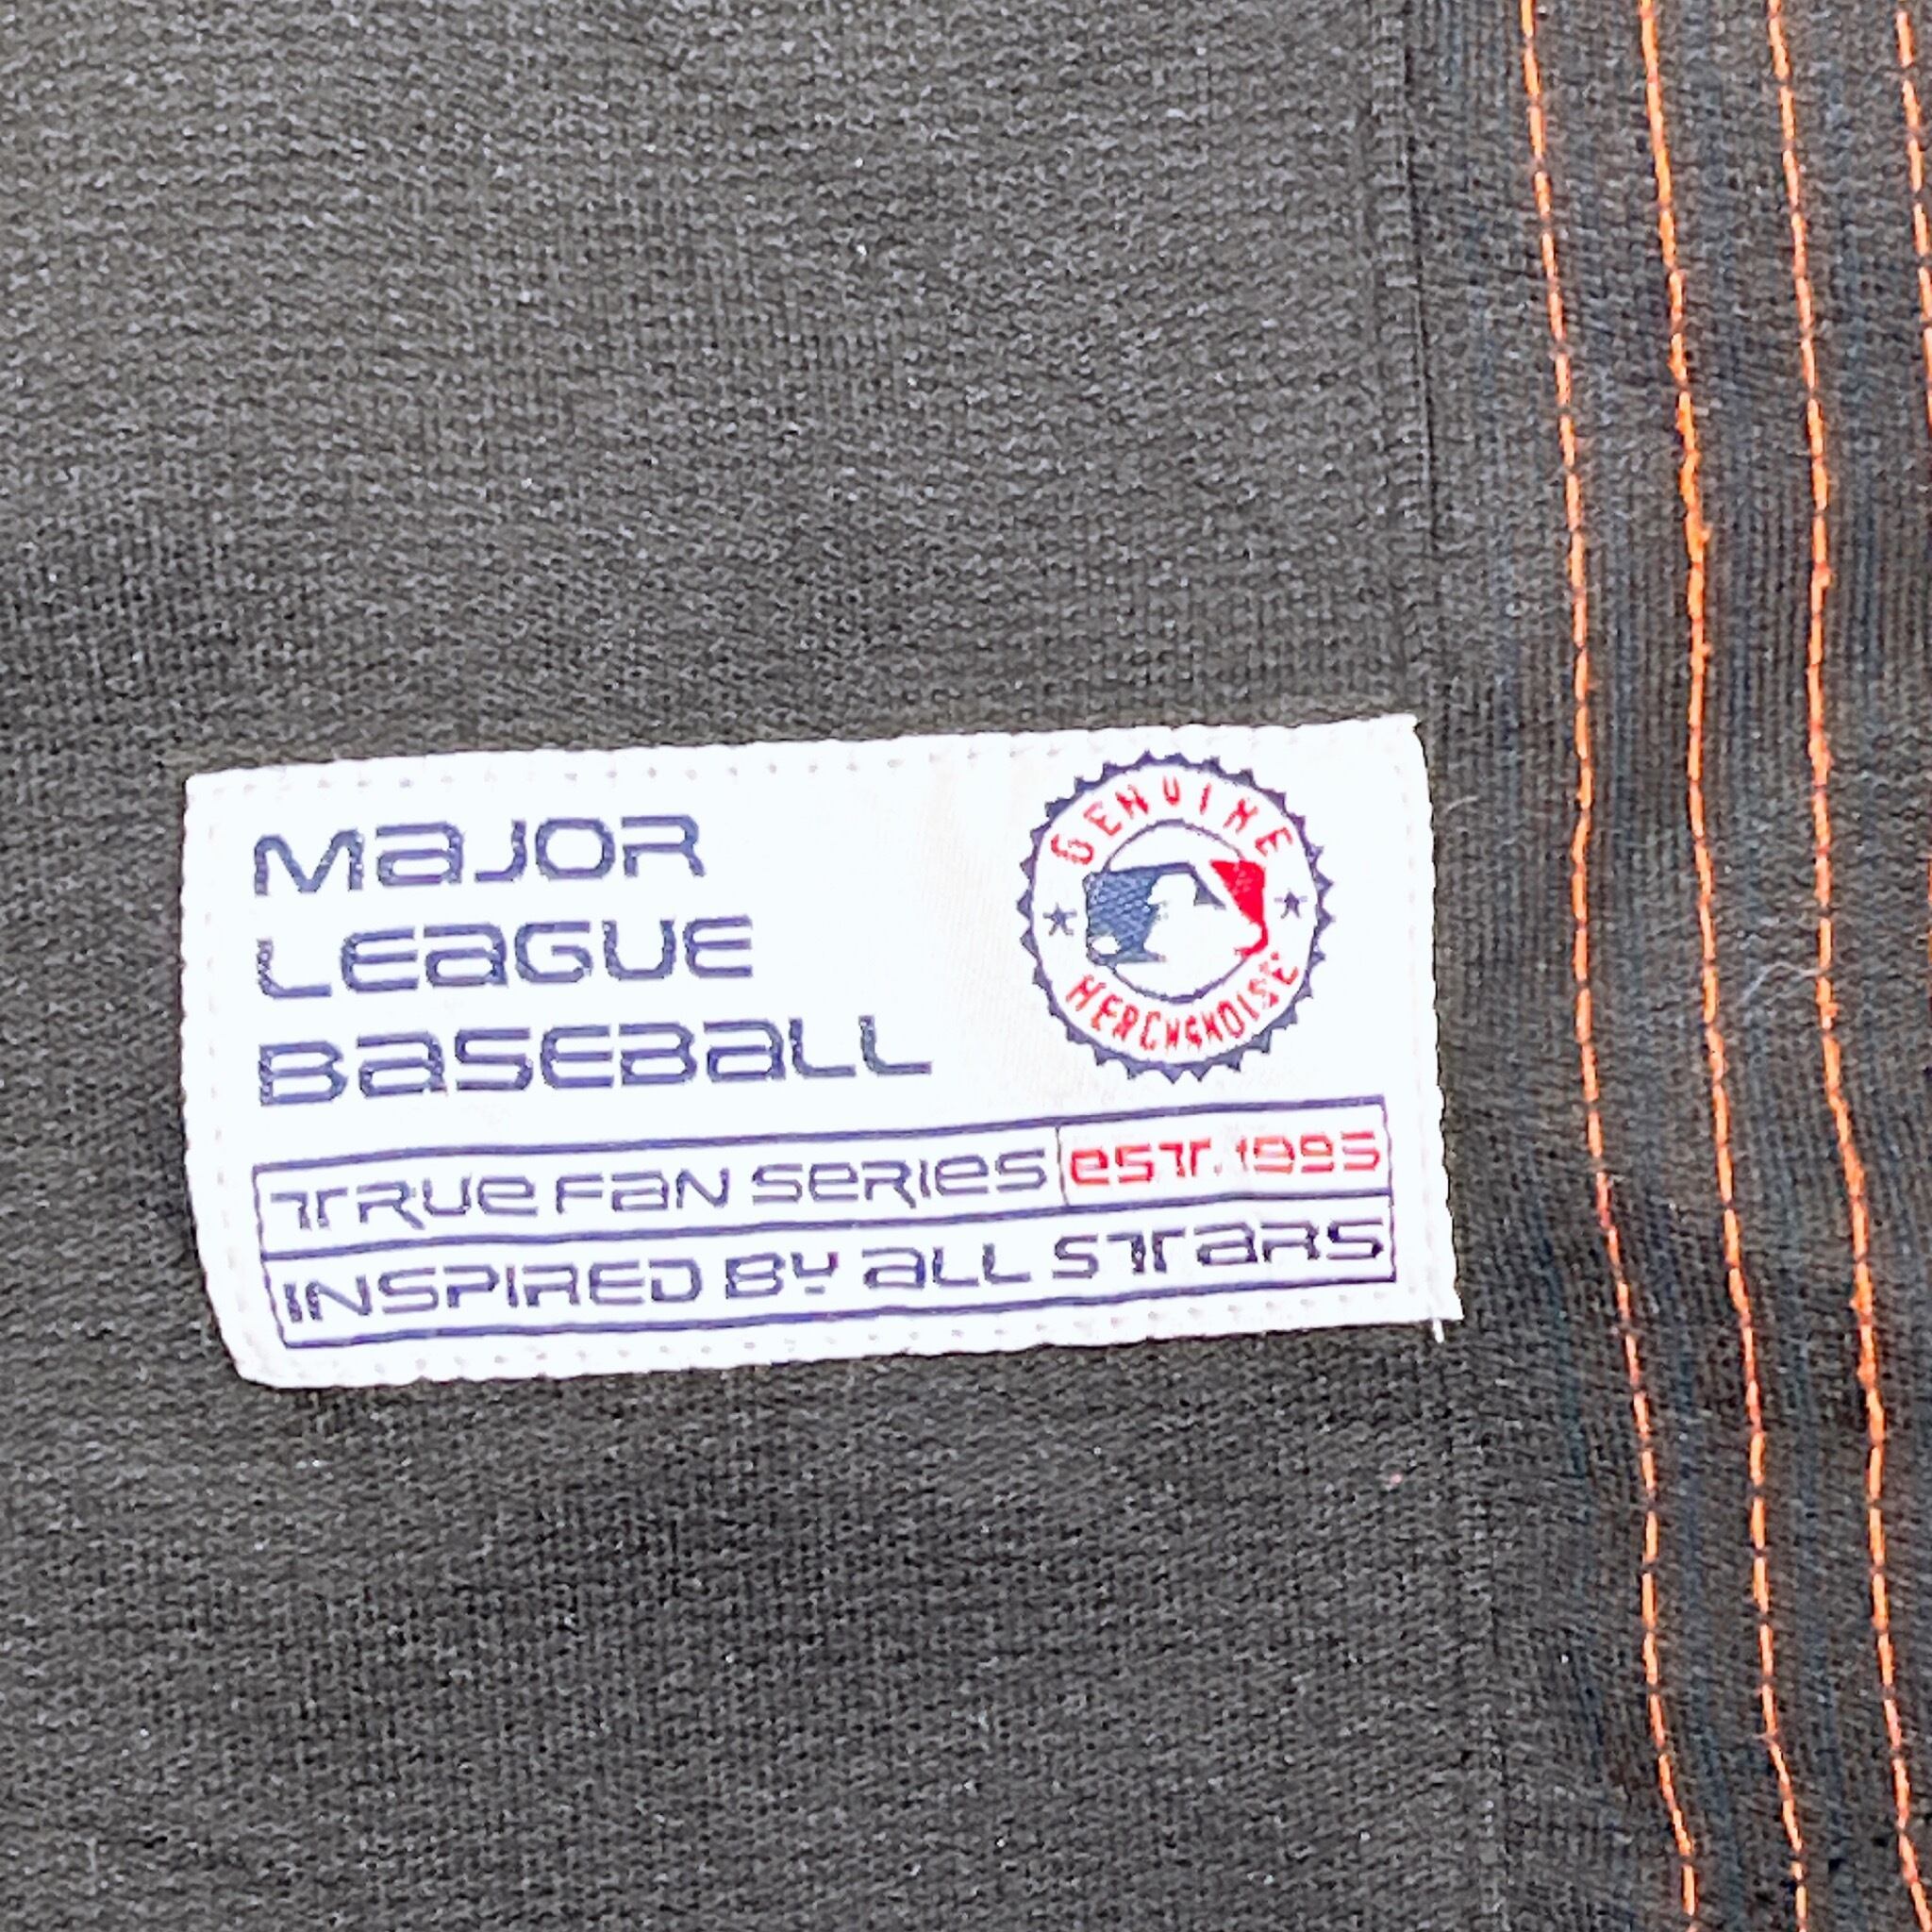 Major
League
Baseball
GENUINE
MERCHANDISE
True Fan Series
est. 1995
Inspired by All Stars